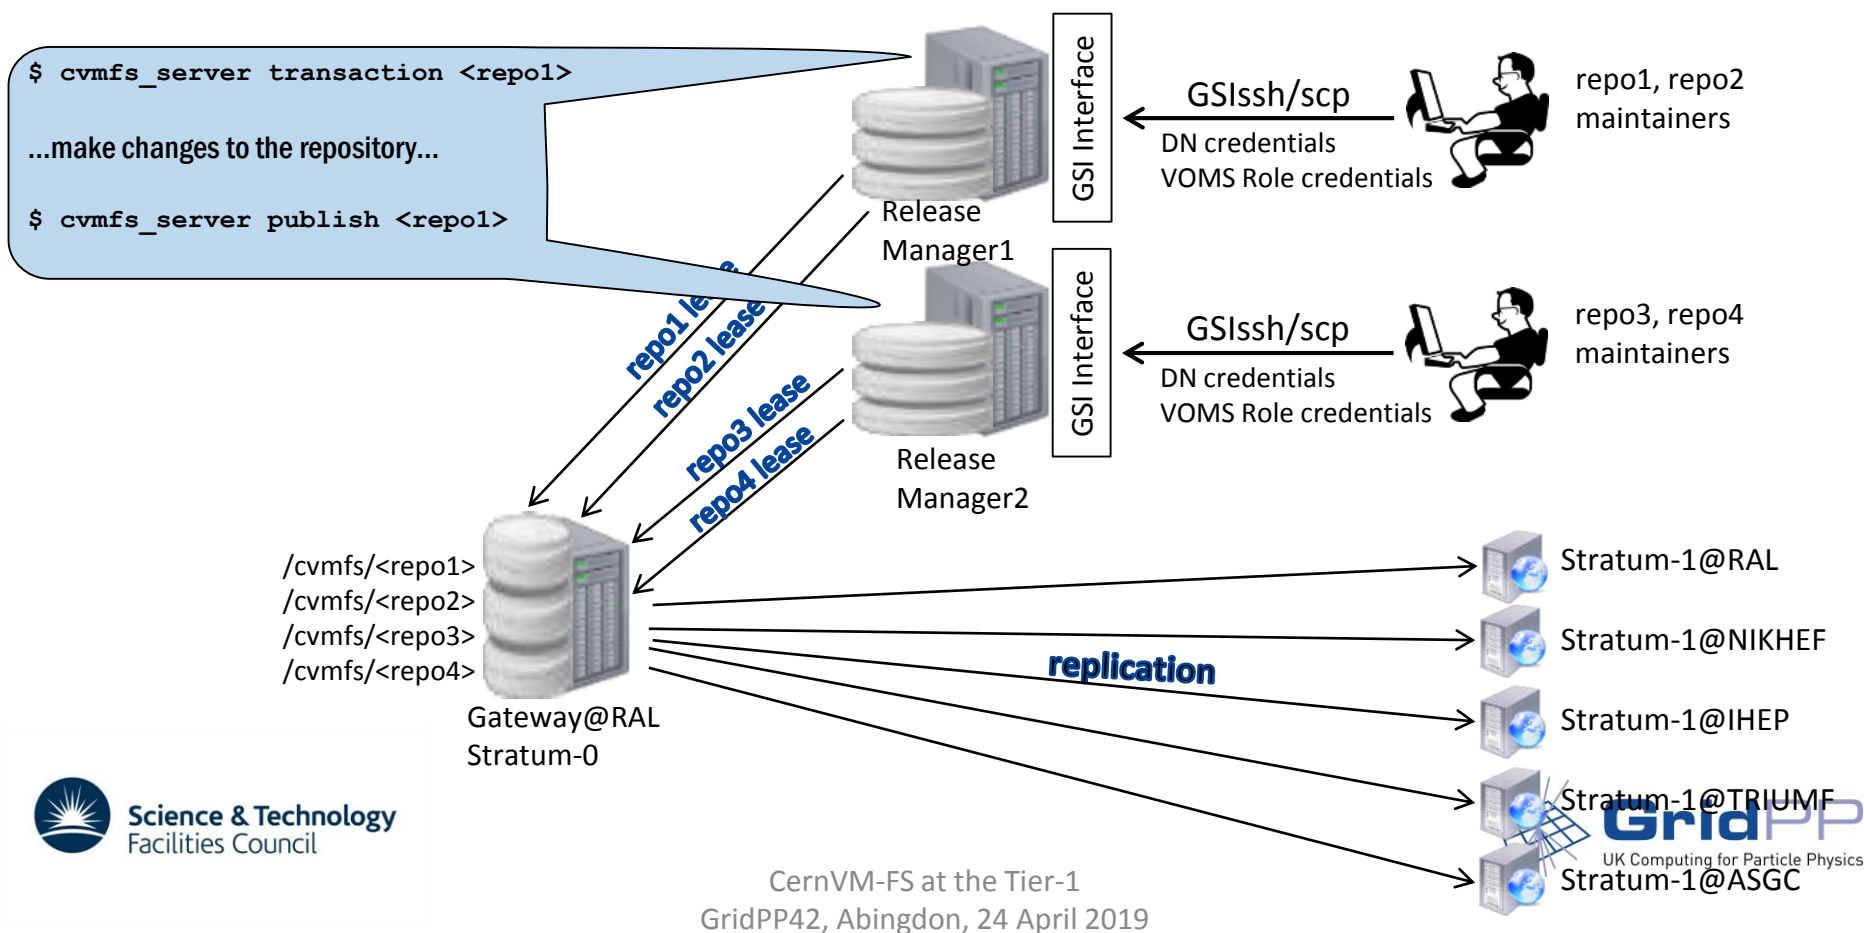 $ cvmfs_server transaction <repo1>
...make changes to the repository...
$ cvmfs_server publish <repo1>
Release
Manager1
GSI Interface
GSIssh/scp
DN credentials
VOMS Role credentials
repo1, repo2
maintainers
Release
Manager2
GSI Interface
GSIssh/scp
DN credentials
VOMS Role credentials
repo3, repo4
maintainers
repo1 lease
repo2 lease
repo3 lease
repo4 lease
/cvmfs/<repo1>
/cvmfs/<repo2>
/cvmfs/<repo3>
/cvmfs/<repo4>
Gateway@RAL
Stratum-0
replication
Stratum-1@RAL
Stratum-1@NIKHEF
Stratum-1@IHEP
Stratum-1@TRIUMF
Stratum-1@ASGC
Science & Technology
Facilities Council
GridPP
UK Computing for Particle Physics
CernVM-FS at the Tier-1
GridPP42, Abingdon, 24 April 2019